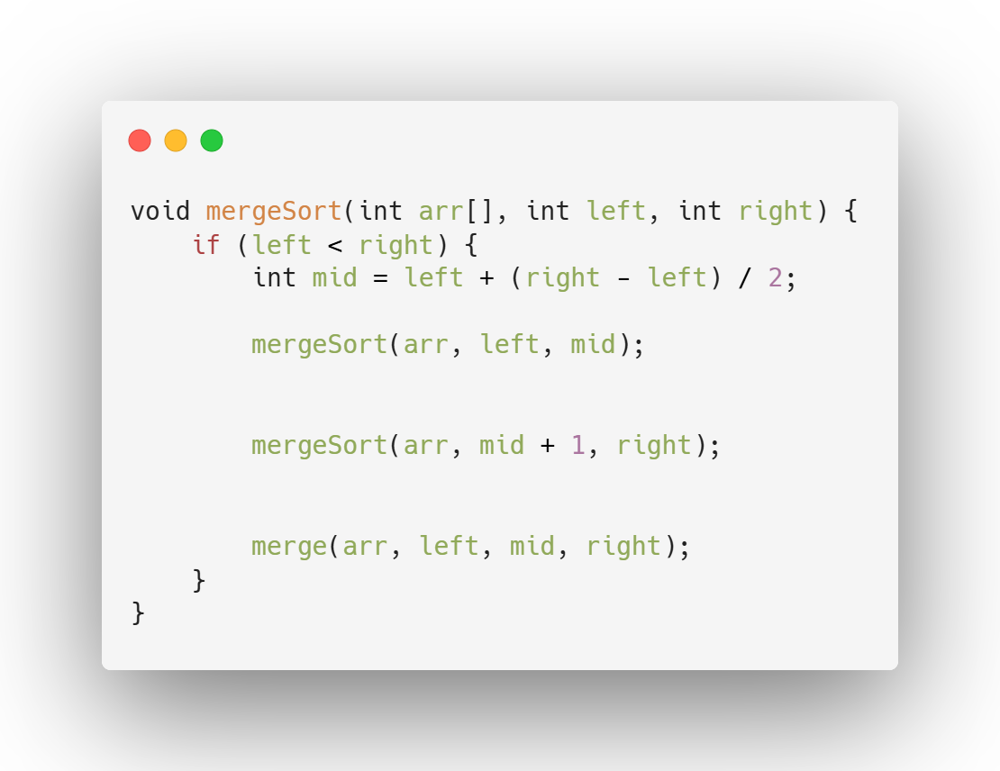 void mergeSort(int arr[], int left, int right) {
    if (left < right) {
        int mid = left + (right - left) / 2;
        mergeSort(arr, left, mid);
        mergeSort(arr, mid + 1, right);
        merge(arr, left, mid, right);
    }
}